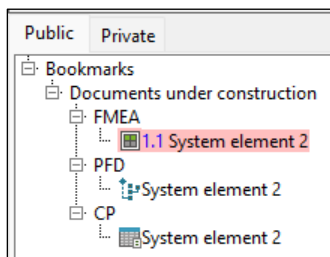 Public Private
Bookmarks
Documents under construction
FMEA
1.1 System element 2
PFD
System element 2
CP
System element 2